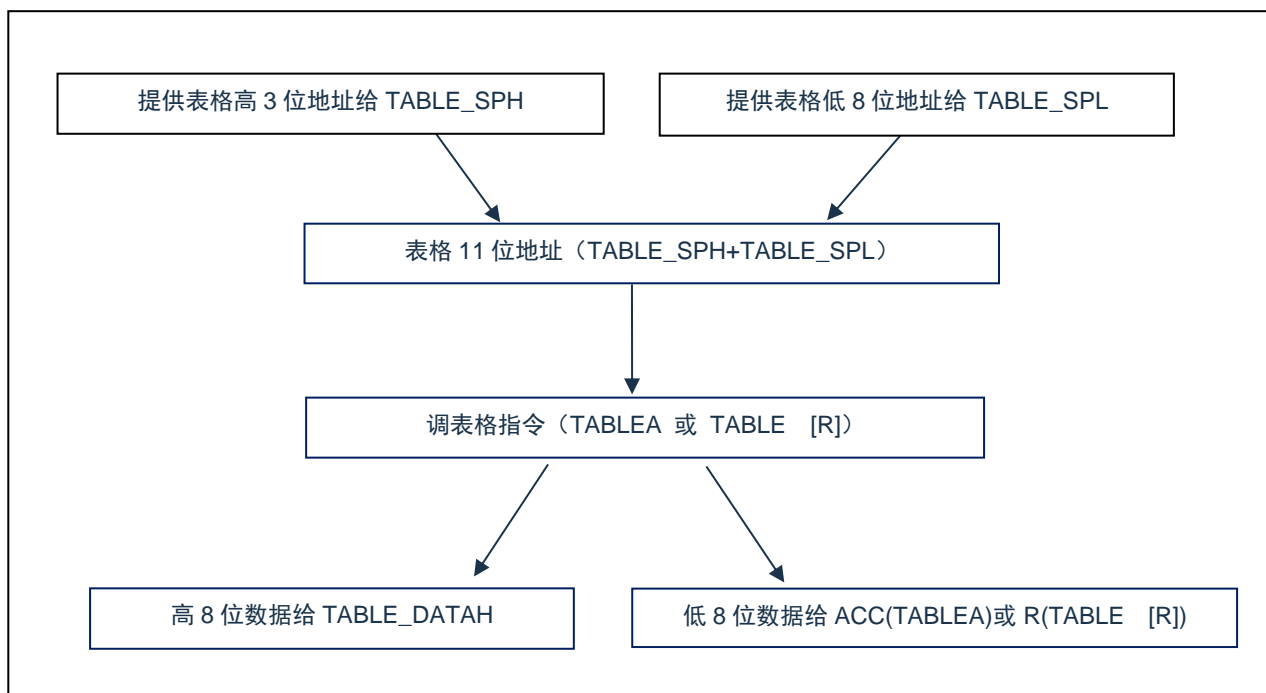 提供表格高 3 位地址给 TABLE_SPH
提供表格低 8 位地址给 TABLE_SPL
表格 11 位地址（TABLE_SPH+TABLE_SPL）
调表格指令（TABLEA 或 TABLE [R]）
高 8 位数据给 TABLE_DATAH
低 8 位数据给 ACC(TABLEA)或 R(TABLE [R])